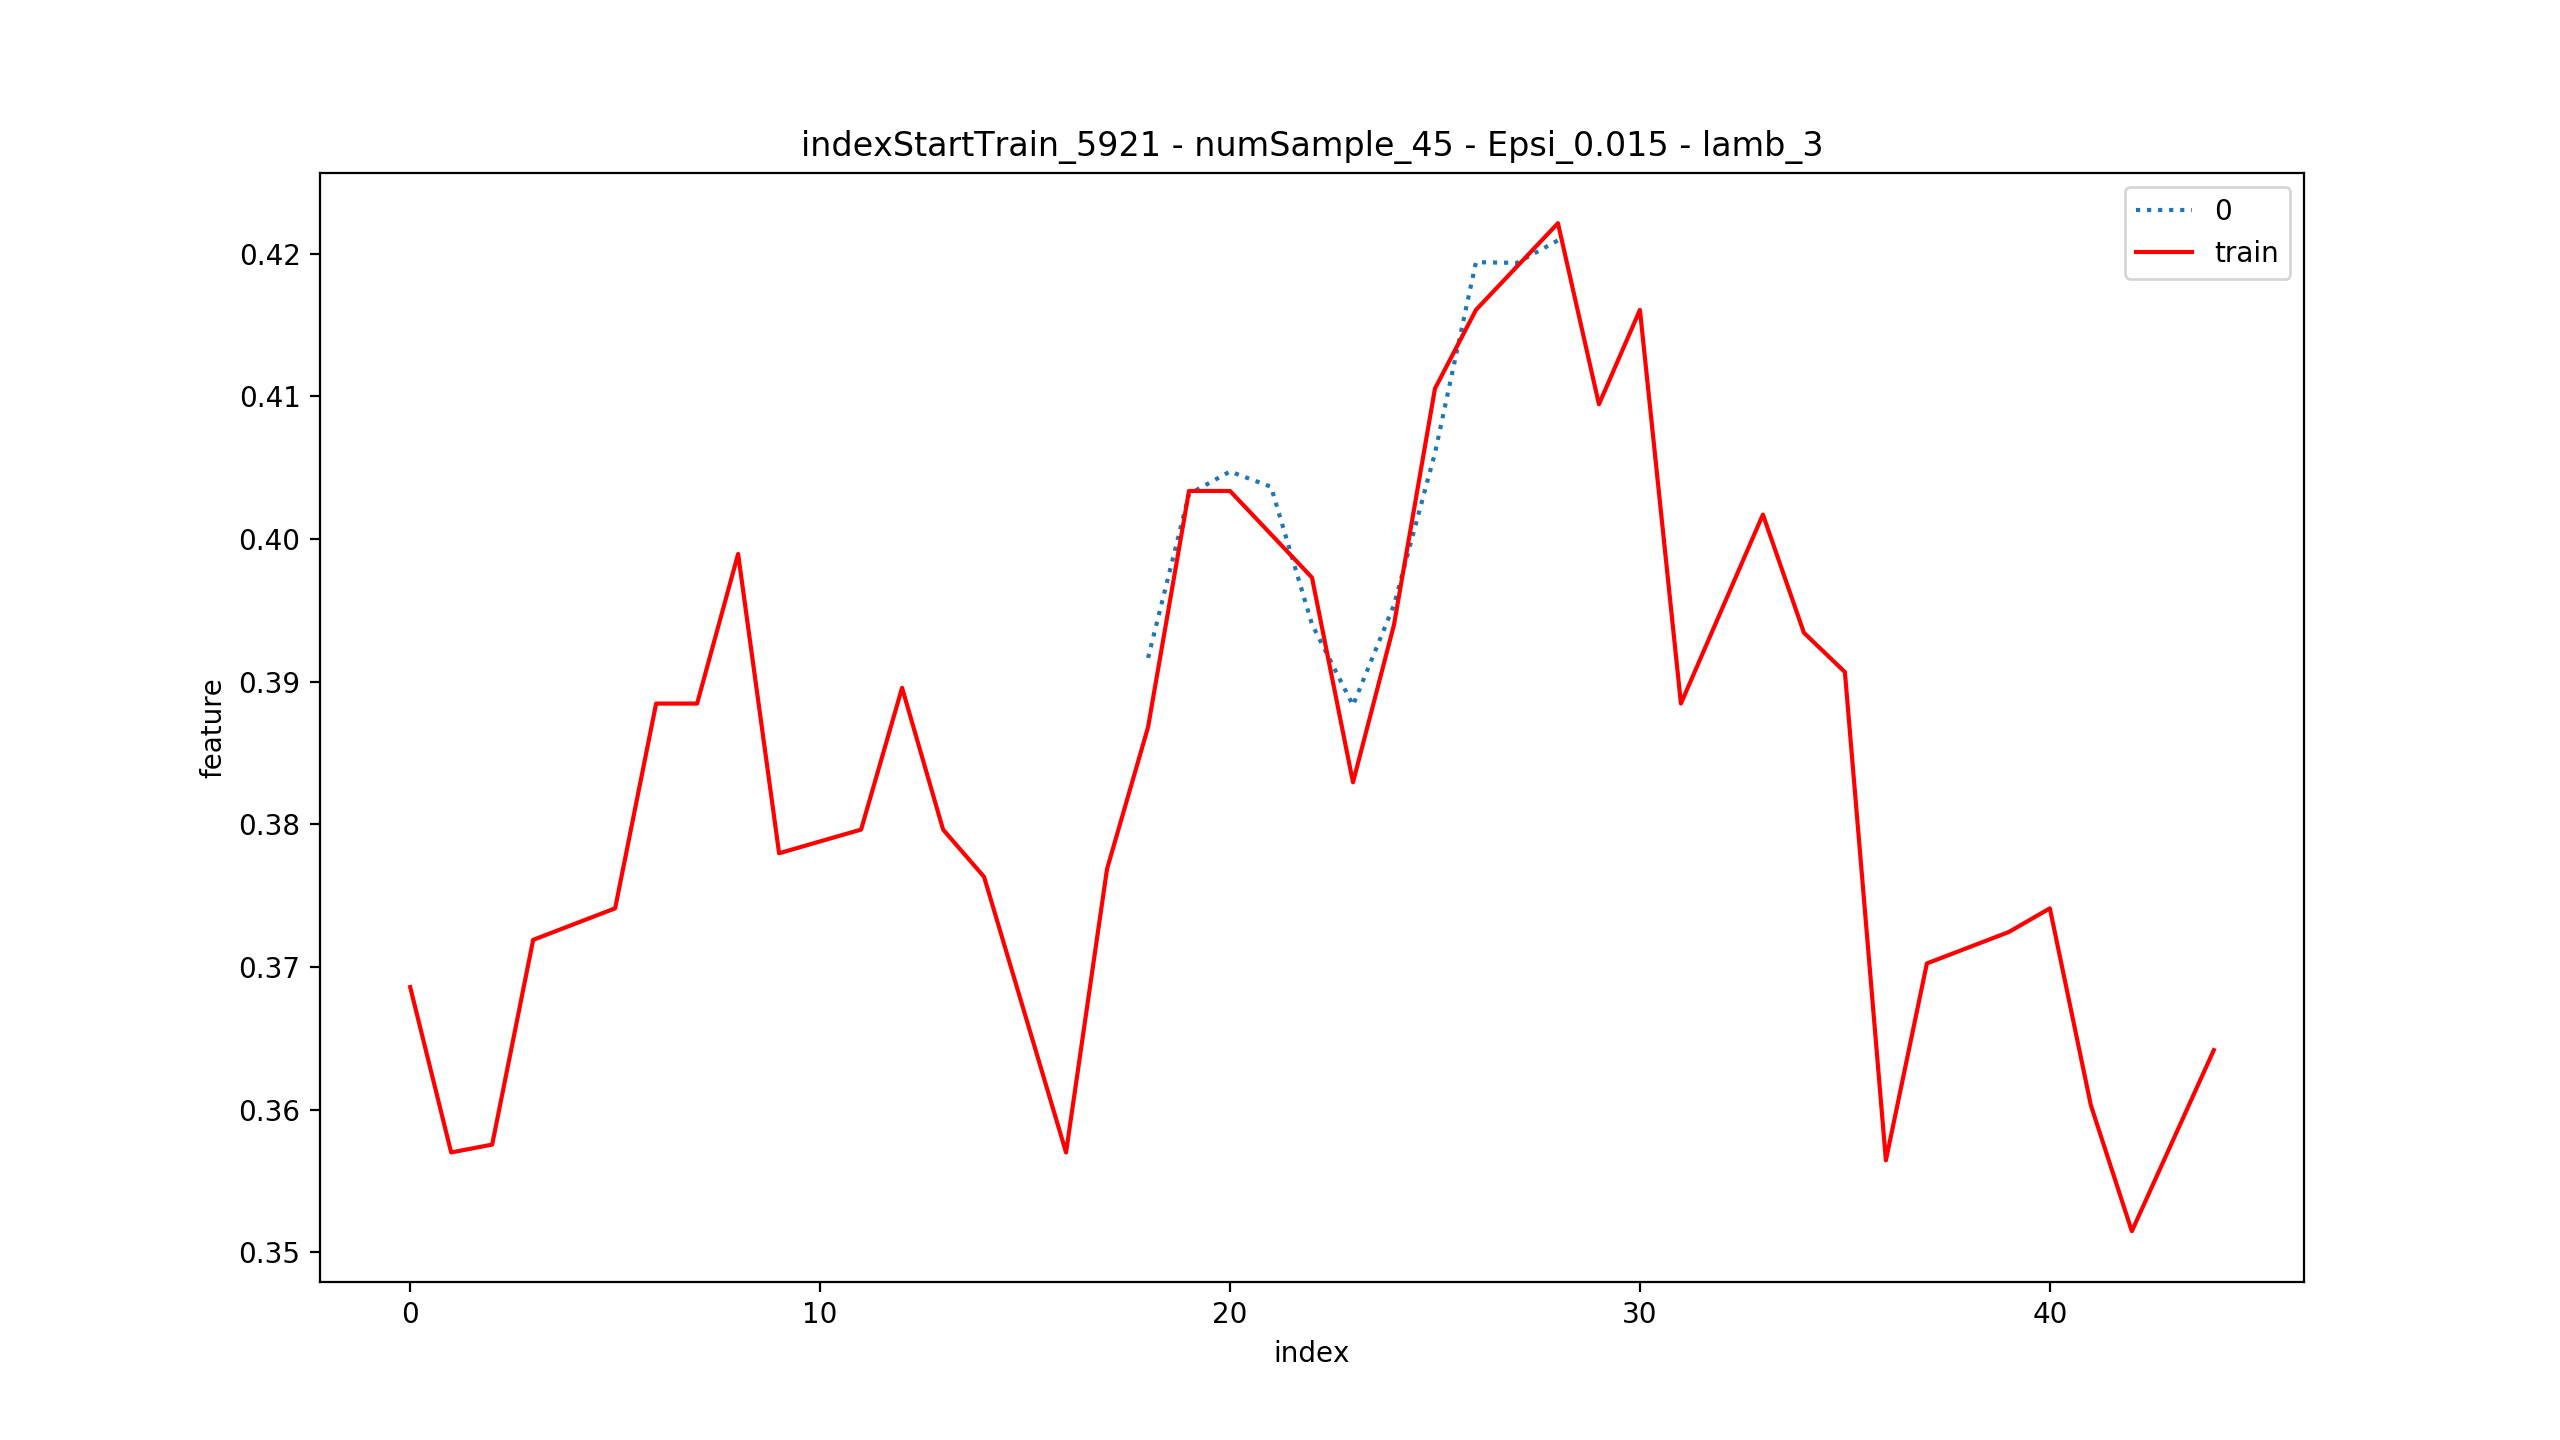 indexStartTrain_5921 - numSample_45 - Epsi_0.015 - lamb_3
0
train
0.42
0.41
0.40
0.39
0.38
0.37
0.36
0.35
feature
0 10 20 30 40
index